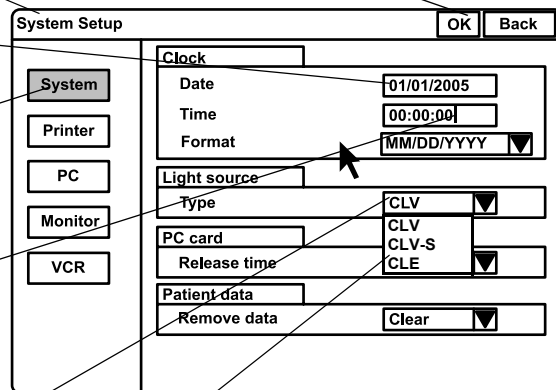 System Setup OK Back
Clock
System Date 01/01/2005
Time 00:00:00
Printer
Format MM/DD/YYYY
PC Light source
Type CLV
Monitor CLV
PC card CLV-S
VCR Release time CLE
Patient data
Remove data Clear